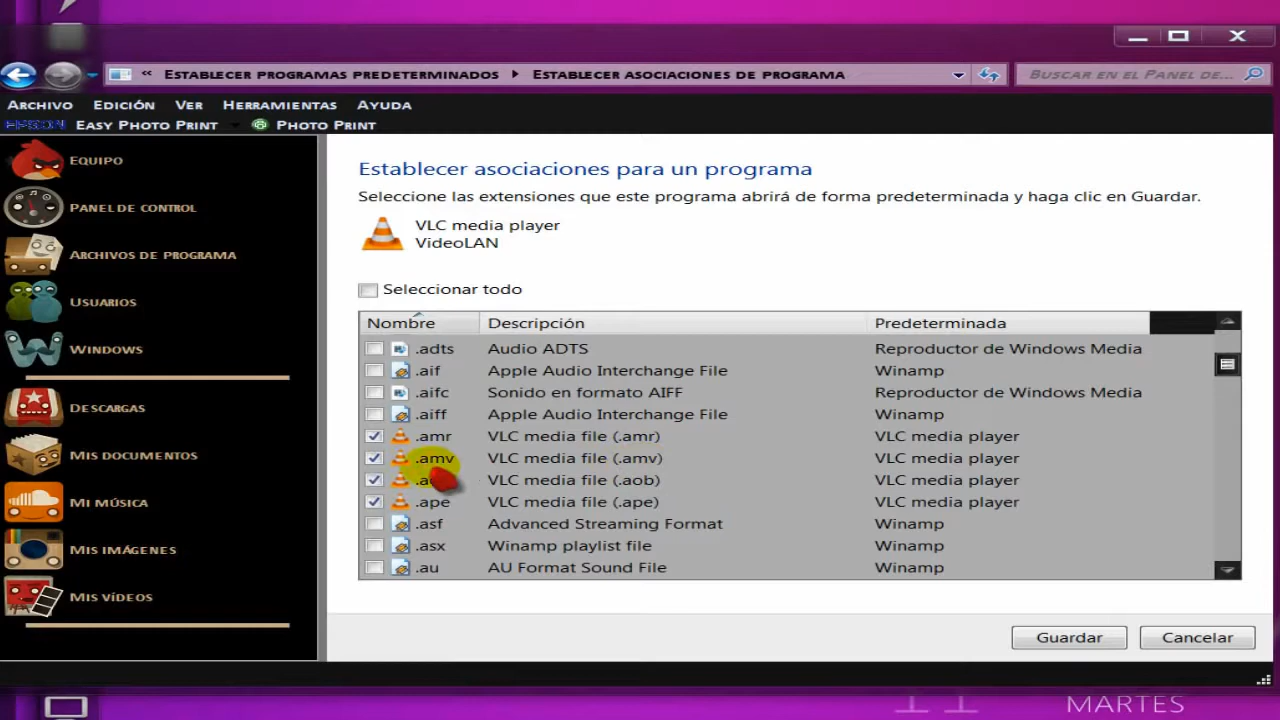 « Establecer programas predeterminados ▸ Establecer asociaciones de programa
Buscar en el Panel de...
Archivo Edición Ver Herramientas Ayuda
EPSON Easy Photo Print Photo Print
Equipo
Panel de control
Archivos de programa
Usuarios
Windows
Descargas
Mis documentos
Mi música
Mis imágenes
Mis vídeos
Establecer asociaciones para un programa
Seleccione las extensiones que este programa abrirá de forma predeterminada y haga clic en Guardar.
VLC media player
VideoLAN
Seleccionar todo
Nombre Descripción Predeterminada
.adts Audio ADTS Reproductor de Windows Media
.aif Apple Audio Interchange File Winamp
.aifc Sonido en formato AIFF Reproductor de Windows Media
.aiff Apple Audio Interchange File Winamp
.amr VLC media file (.amr) VLC media player
.amv VLC media file (.amv) VLC media player
VLC media file (.aob) VLC media player
.ape VLC media file (.ape) VLC media player
.asf Advanced Streaming Format Winamp
.asx Winamp playlist file Winamp
.au AU Format Sound File Winamp
Guardar Cancelar
MARTES